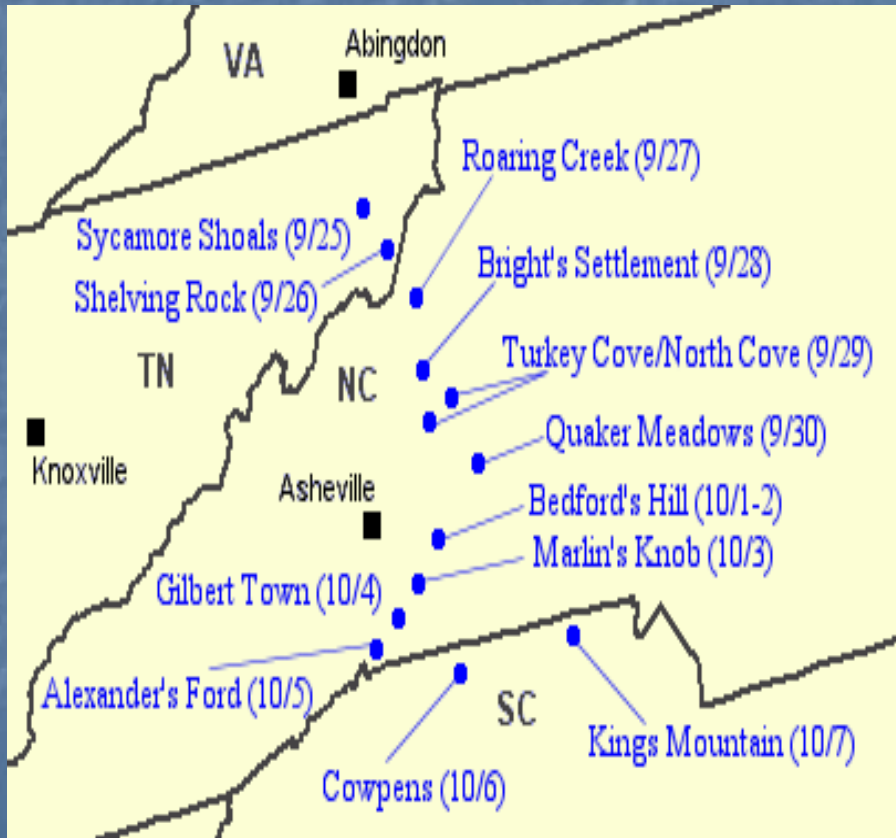 Abingdon
VA
Roaring Creek (9/27)
Sycamore Shoals (9/25)
Bright's Settlement (9/28)
Shelving Rock (9/26)
Turkey Cove/North Cove (9/29)
TN
NC
Quaker Meadows (9/30)
Knoxville
Asheville
Bedford's Hill (10/1-2)
Marlin's Knob (10/3)
Gilbert Town (10/4)
Alexander's Ford (10/5)
SC
Kings Mountain (10/7)
Cowpens (10/6)